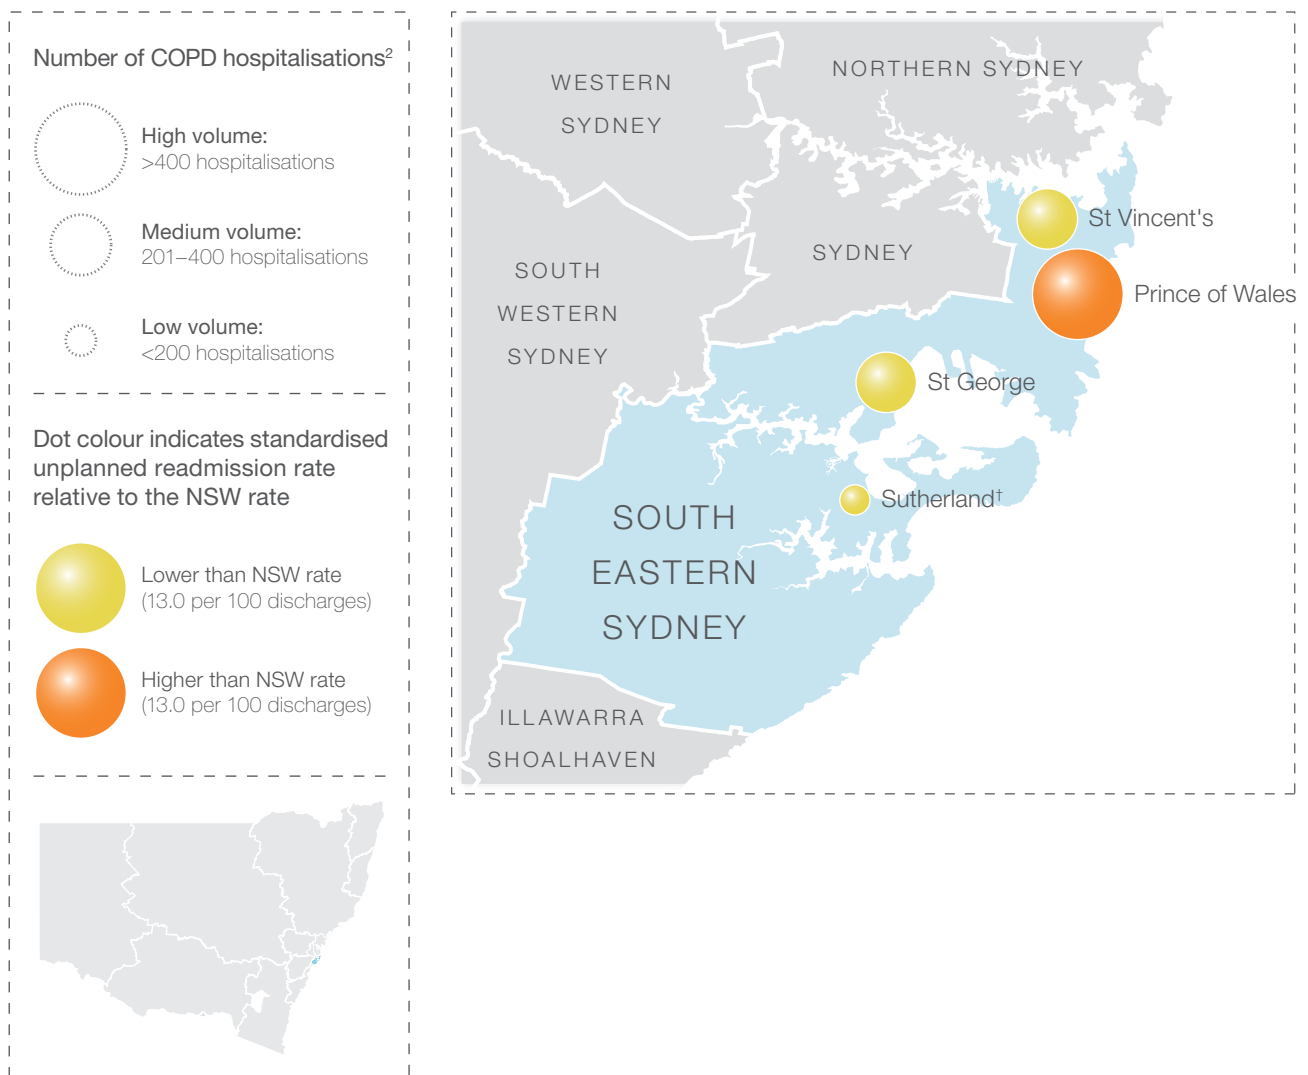 Number of COPD hospitalisations²
High volume:
>400 hospitalisations
Medium volume:
201–400 hospitalisations
Low volume:
<200 hospitalisations
Dot colour indicates standardised
unplanned readmission rate
relative to the NSW rate
Lower than NSW rate
(13.0 per 100 discharges)
Higher than NSW rate
(13.0 per 100 discharges)
WESTERN
SYDNEY
NORTHERN SYDNEY
St Vincent's
SYDNEY
SOUTH
WESTERN
SYDNEY
Prince of Wales
St George
Sutherland†
SOUTH
EASTERN
SYDNEY
ILLAWARRA
SHOALHAVEN